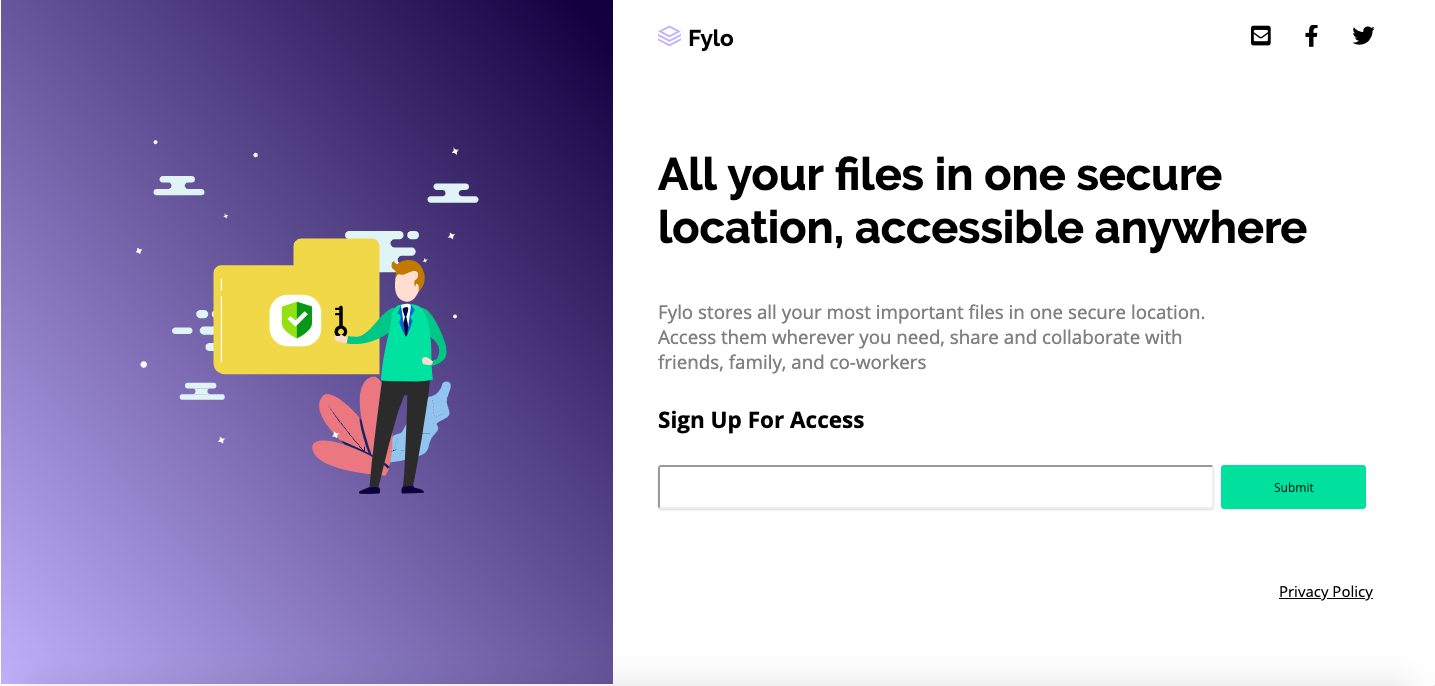 Fylo
All your files in one secure
location, accessible anywhere
Fylo stores all your most important files in one secure location.
Access them wherever you need, share and collaborate with
friends, family, and co-workers
Sign Up For Access
Submit
Privacy Policy